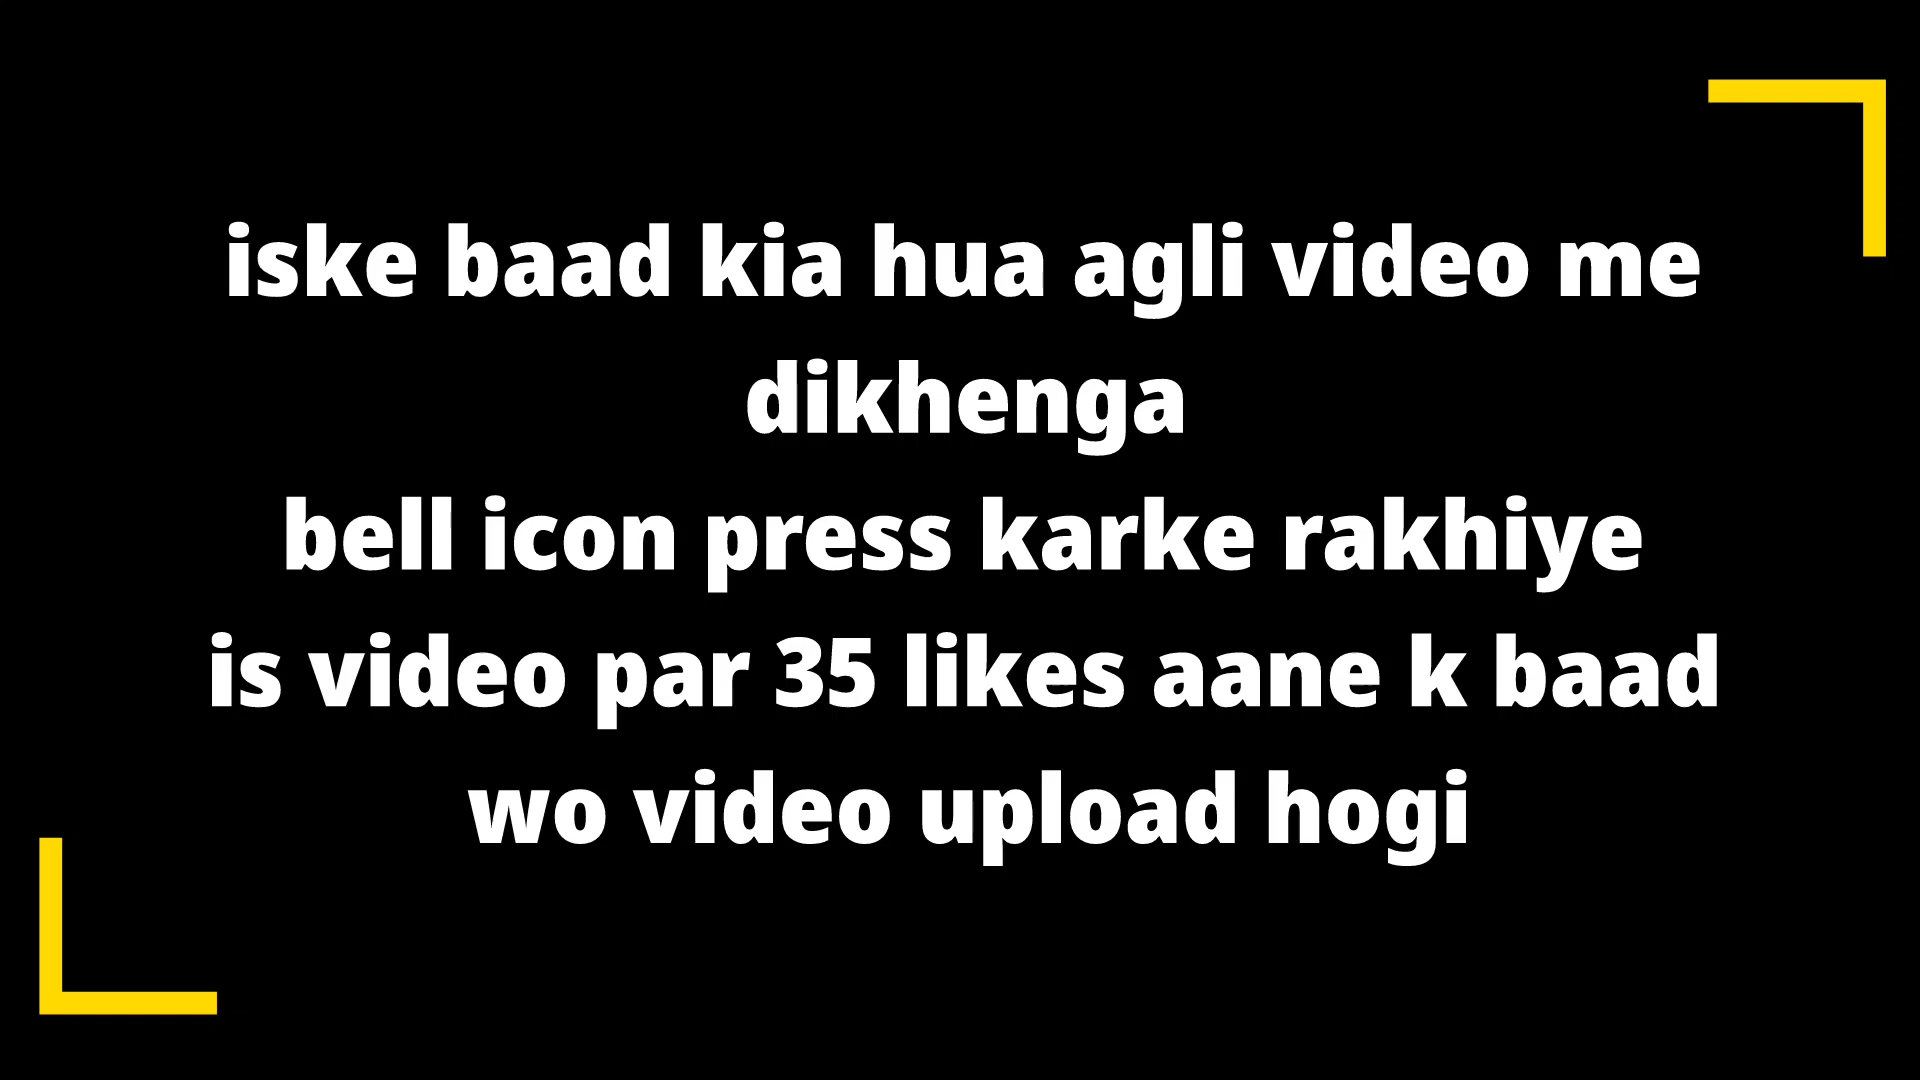 iske baad kia hua agli video me
dikhenga
bell icon press karke rakhiye
is video par 35 likes aane k baad
wo video upload hogi